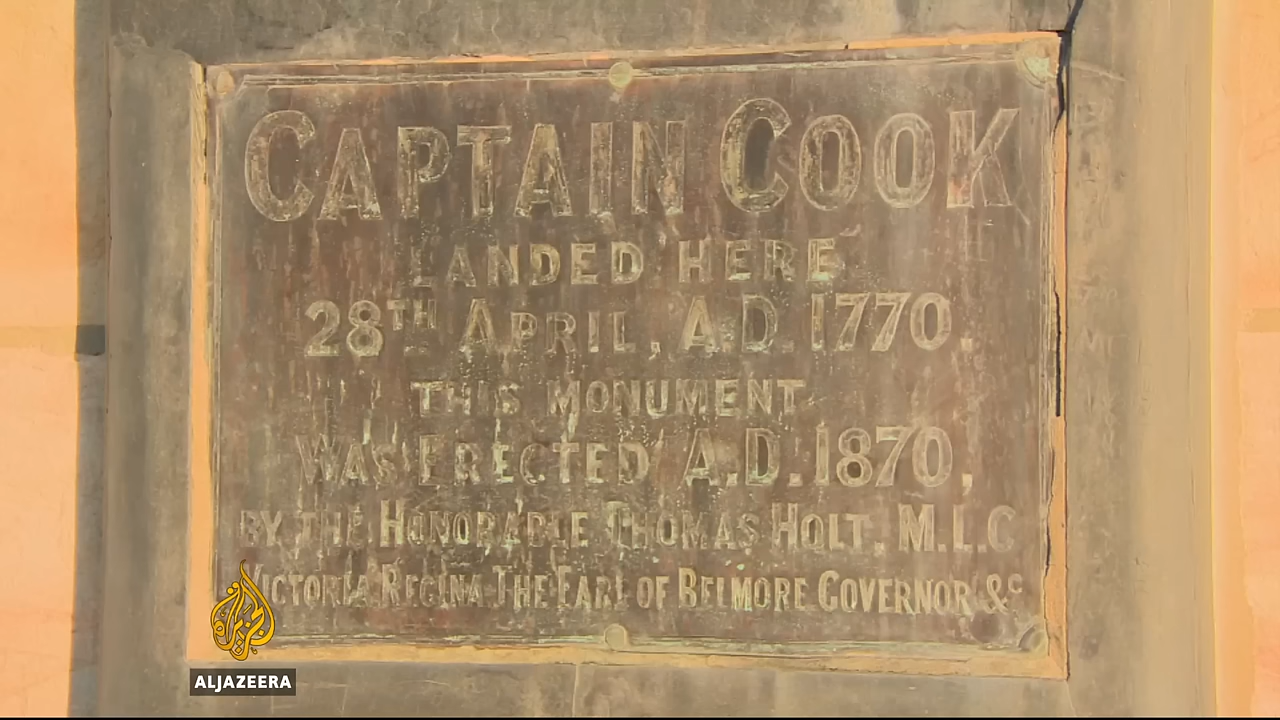 CAPTAIN COOK
LANDED HERE
28TH APRIL, A.D. 1770.
THIS MONUMENT
WAS ERECTED A.D. 1870,
BY THE HONORABLE THOMAS HOLT, M.L.C
VICTORIA REGINA THE EARL OF BELMORE GOVERNOR &c
الجزيرة
ALJAZEERA